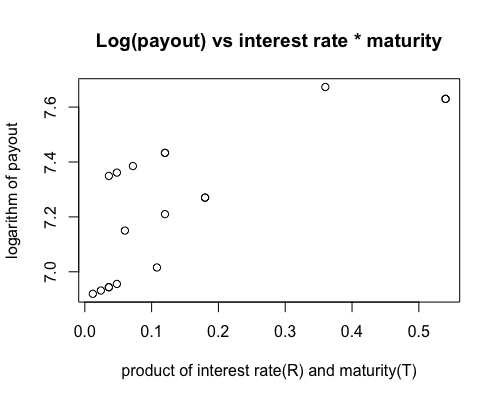 Log(payout) vs interest rate * maturity
logarithm of payout
7.6
7.4
7.2
7.0
0.0 0.1 0.2 0.3 0.4 0.5
product of interest rate(R) and maturity(T)